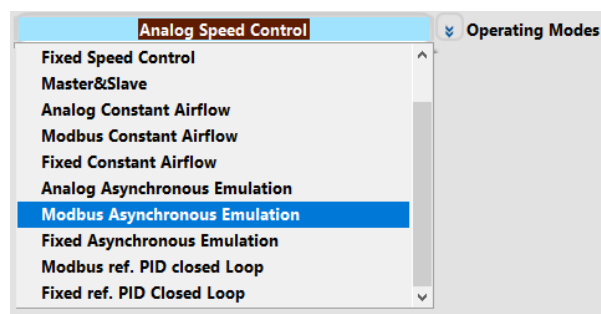 Analog Speed Control Operating Modes
Fixed Speed Control
Master&Slave
Analog Constant Airflow
Modbus Constant Airflow
Fixed Constant Airflow
Analog Asynchronous Emulation
Modbus Asynchronous Emulation
Fixed Asynchronous Emulation
Modbus ref. PID closed Loop
Fixed ref. PID Closed Loop